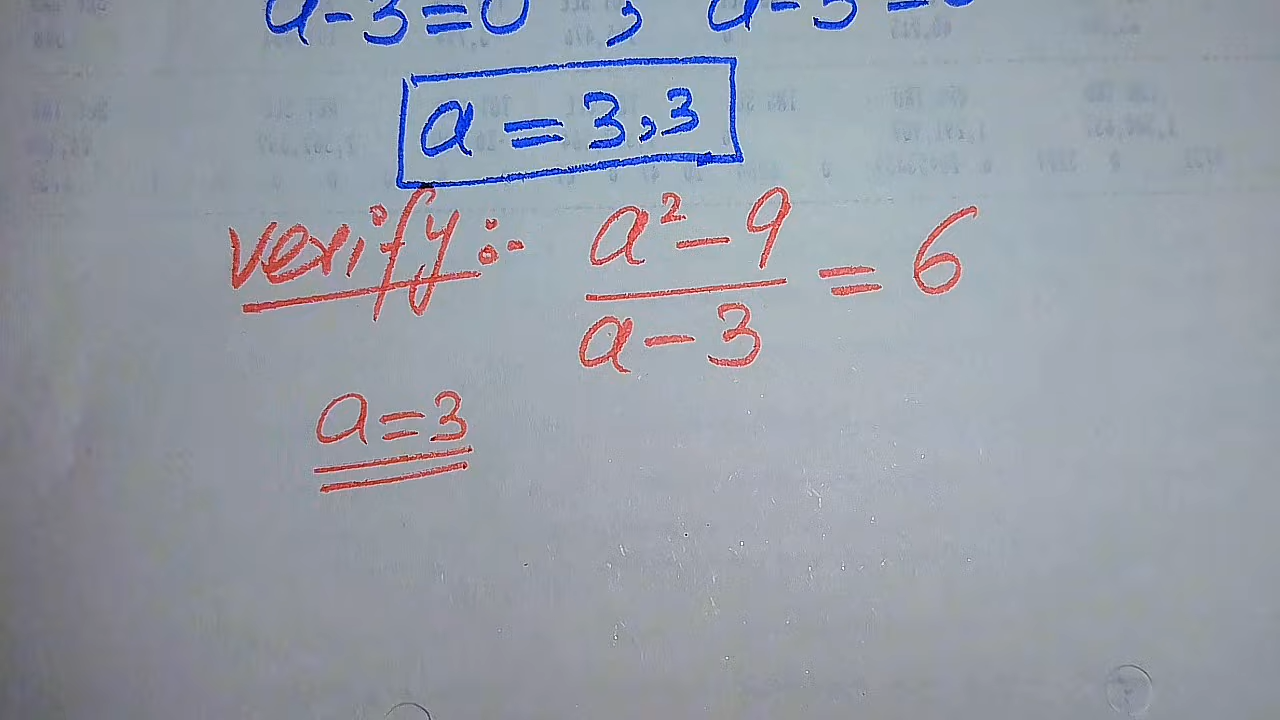 a-3=0 , a-3=0
a = 3,3
verify :- a²-9/a-3 = 6
a=3